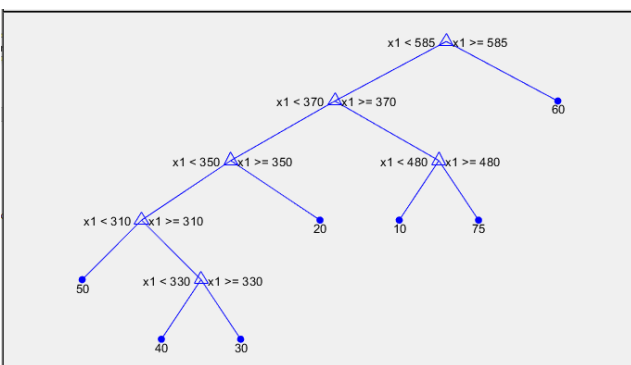 x1 < 585 x1 >= 585
x1 < 370 x1 >= 370
60
x1 < 350 x1 >= 350
x1 < 480 x1 >= 480
x1 < 310 x1 >= 310
20
10
75
50
x1 < 330 x1 >= 330
40
30